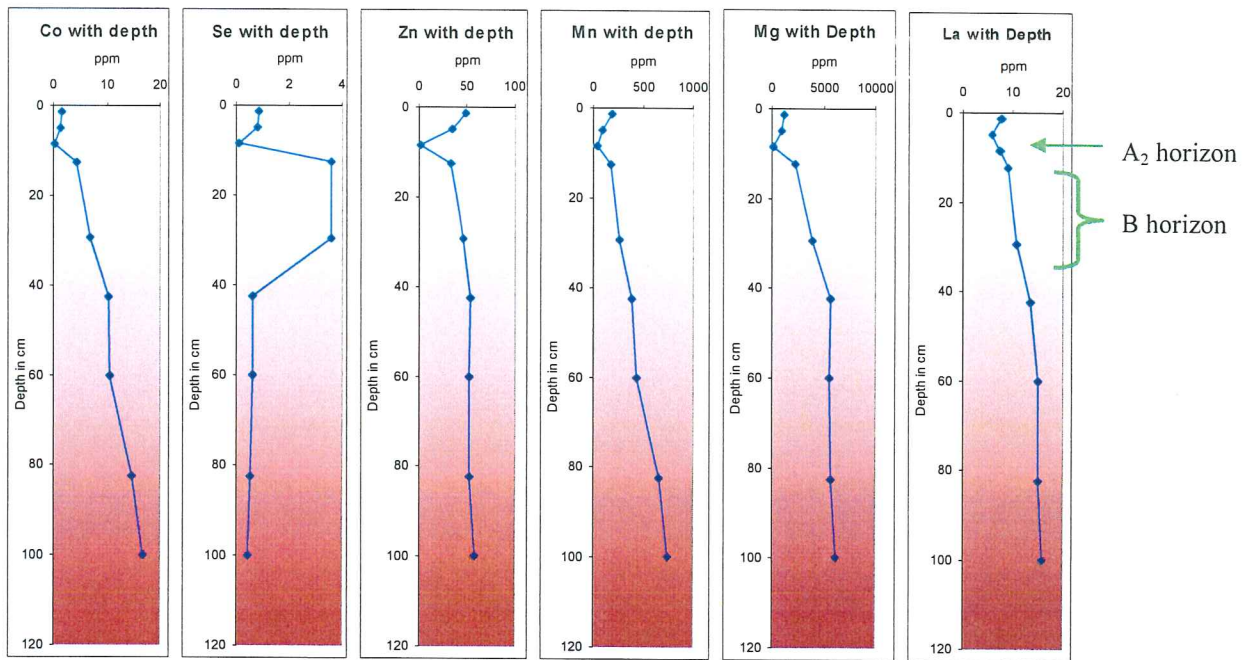 Co with depth
ppm
0 10 20
0
20
40
60
80
100
120
Depth in cm
Se with depth
ppm
0 2 4
0
20
40
60
80
100
120
Depth in cm
Zn with depth
ppm
0 50 100
0
20
40
60
80
100
120
Depth in cm
Mn with depth
ppm
0 500 1000
0
20
40
60
80
100
120
Depth in cm
Mg with Depth
ppm
0 5000 10000
0
20
40
60
80
100
120
Depth in cm
La with Depth
ppm
0 10 20
0
20
40
60
80
100
120
Depth in cm
A₂ horizon
B horizon